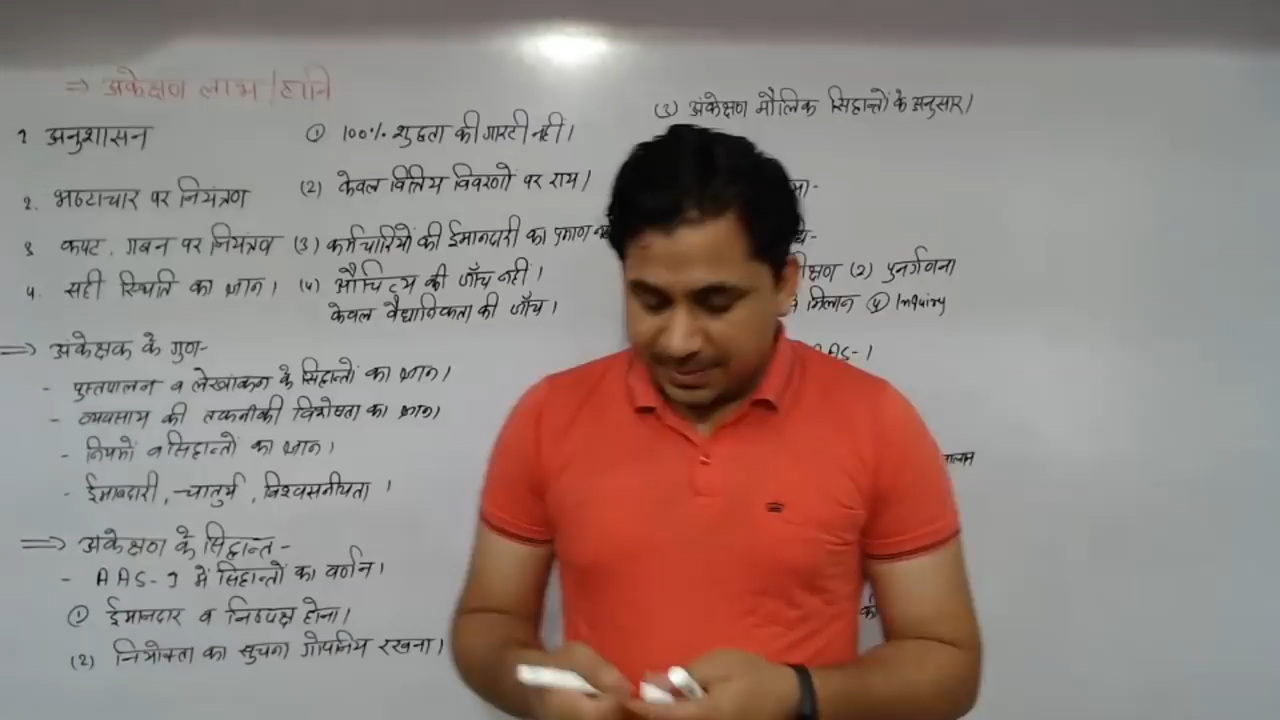 ⇒ अंकेक्षण लाभ/हानि
1 अनुशासन
2. भ्रष्टाचार पर नियंत्रण
3 कपट, गबन पर नियंत्रण
4. सही स्थिति का ज्ञान।
① 100% शुद्धता की गारंटी नहीं।
(2) केवल वित्तिय विवरणों पर राय।
(3) कर्मचारियों की ईमानदारी का प्रमाण
(4) औचित्य की जाँच नहीं।
केवल वैधानिकता की जाँच।
⇒ अंकेक्षक के गुण-
- पुस्तपालन व लेखांकन के सिद्दान्तों का ज्ञान।
- व्यवसाय की तकनीकी विशेषता का ज्ञान।
- नियमों व सिद्दान्तों का ज्ञान।
- ईमानदारी, चातुर्य, विश्वसनीयता।
⇒ अंकेक्षण के सिद्दान्त-
- AAS-1 में सिद्दान्तों का वर्णन।
① ईमानदार व निष्पक्ष होना।
(2) नियोक्ता का सुचना गोपनिय रखना।
(3) अंकेक्षण मौलिक सिद्दान्तों के अनुसार।
(2) पुनर्गणना
मिलान ④ Inquiry
AAS-1